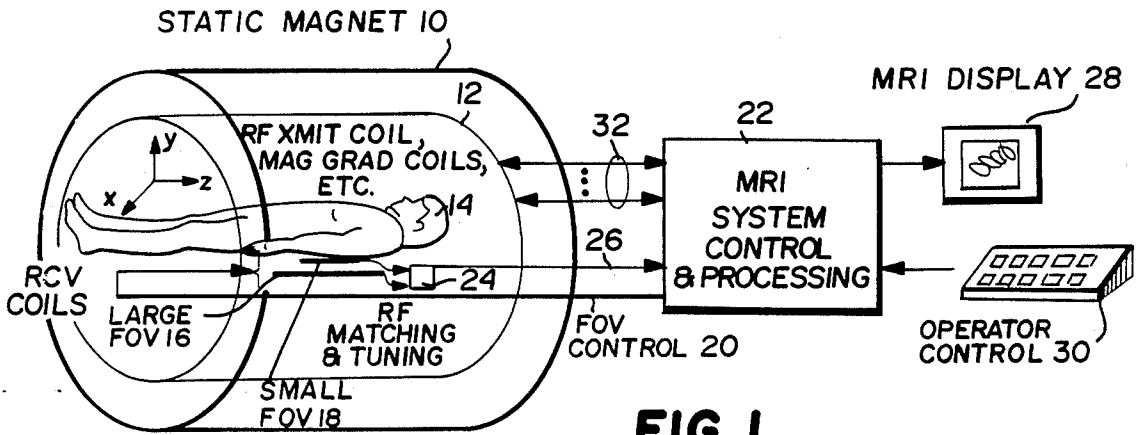 STATIC MAGNET 10
MRI DISPLAY 28
12
22
32
RF XMIT COIL,
MAG GRAD COILS,
ETC.
y
z
x
14
MRI
SYSTEM
CONTROL
& PROCESSING
26
24
RCV
COILS
LARGE
FOV 16
RF
MATCHING
& TUNING
FOV
CONTROL 20
OPERATOR
CONTROL 30
SMALL
FOV 18
FIG. 1